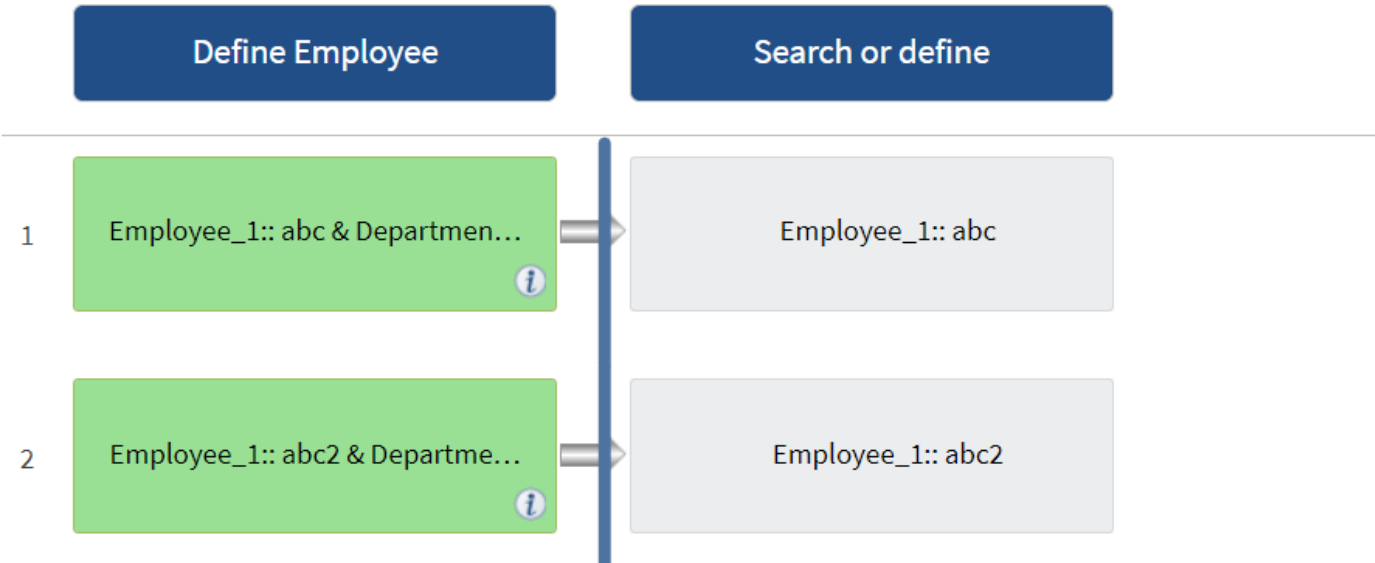 Define Employee
Search or define
1
Employee_1:: abc & Departmen...
Employee_1:: abc
i
2
Employee_1:: abc2 & Departme...
Employee_1:: abc2
i